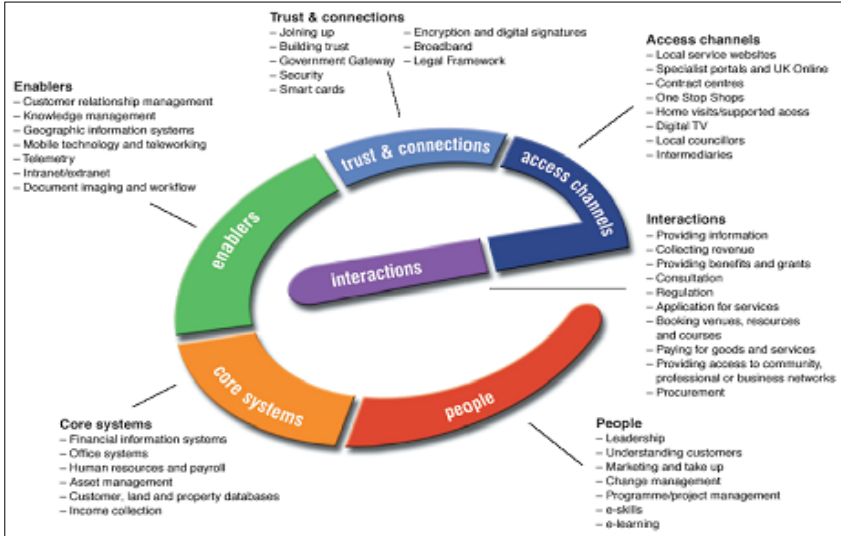 Trust & connections
– Joining up
– Building trust
– Government Gateway
– Security
– Smart cards
– Encryption and digital signatures
– Broadband
– Legal Framework
Access channels
– Local service websites
– Specialist portals and UK Online
– Contract centres
– One Stop Shops
– Home visits/supported acess
– Digital TV
– Local councillors
– Intermediaries
Enablers
– Customer relationship management
– Knowledge management
– Geographic information systems
– Mobile technology and teleworking
– Telemetry
– Intranet/extranet
– Document imaging and workflow
trust & connections
access channels
enablers
interactions
core systems
people
Interactions
– Providing information
– Collecting revenue
– Providing benefits and grants
– Consultation
– Regulation
– Application for services
– Booking venues, resources
and courses
– Paying for goods and services
– Providing access to community,
professional or business networks
– Procurement
Core systems
– Financial information systems
– Office systems
– Human resources and payroll
– Asset management
– Customer, land and property databases
– Income collection
People
– Leadership
– Understanding customers
– Marketing and take up
– Change management
– Programme/project management
– e-skills
– e-learning